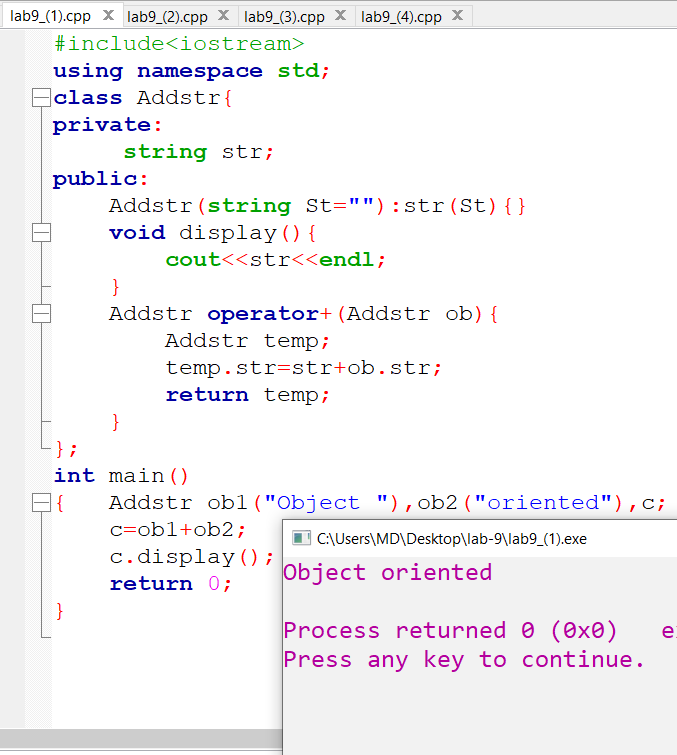 lab9_(1).cpp X lab9_(2).cpp X lab9_(3).cpp X lab9_(4).cpp X
#include<iostream>
using namespace std;
class Addstr{
private:
     string str;
public:
    Addstr(string St=""):str(St){}
    void display(){
        cout<<str<<endl;
    }
    Addstr operator+(Addstr ob){
        Addstr temp;
        temp.str=str+ob.str;
        return temp;
    }
};
int main()
{   Addstr ob1("Object "),ob2("oriented"),c;
    c=ob1+ob2;
    c.display();
    return 0;
}
C:\Users\MD\Desktop\lab-9\lab9_(1).exe
Object oriented
Process returned 0 (0x0)
Press any key to continue.